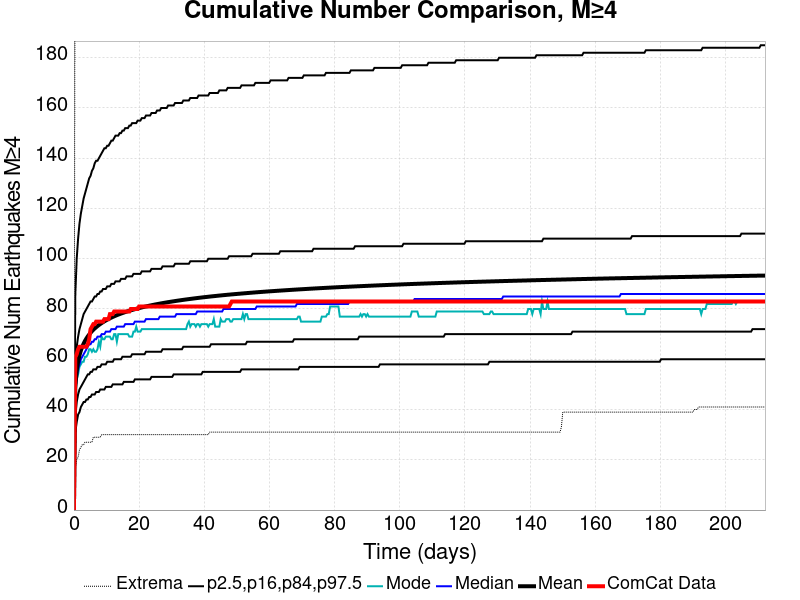 Cumulative Number Comparison, M≥4
Cumulative Num Earthquakes M≥4
180
160
140
120
100
80
60
40
20
0
0 20 40 60 80 100 120 140 160 180 200
Time (days)
Extrema p2.5,p16,p84,p97.5 Mode Median Mean ComCat Data